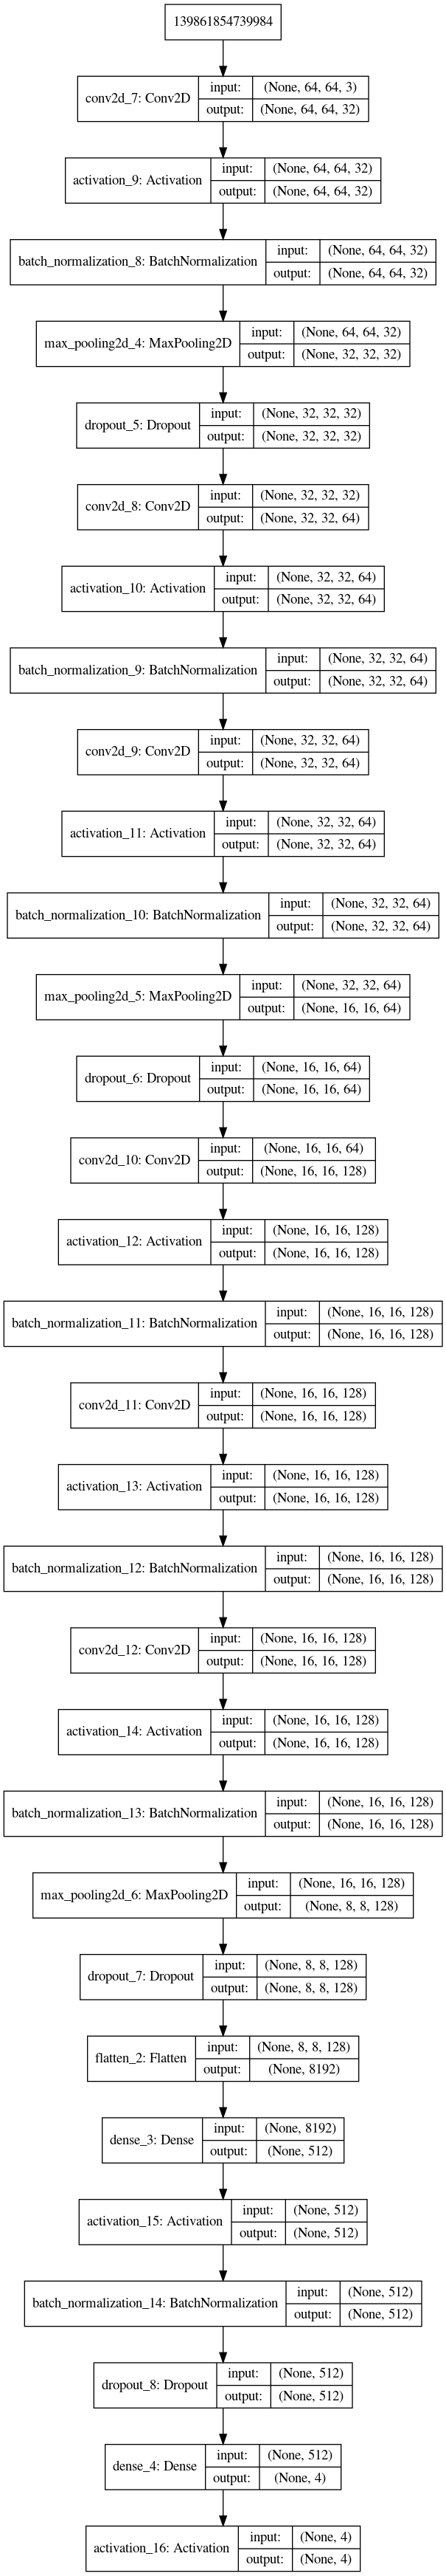 139861854739984
conv2d_7: Conv2D
input: (None, 64, 64, 3)
output: (None, 64, 64, 32)
activation_9: Activation
input: (None, 64, 64, 32)
output: (None, 64, 64, 32)
batch_normalization_8: BatchNormalization
input: (None, 64, 64, 32)
output: (None, 64, 64, 32)
max_pooling2d_4: MaxPooling2D
input: (None, 64, 64, 32)
output: (None, 32, 32, 32)
dropout_5: Dropout
input: (None, 32, 32, 32)
output: (None, 32, 32, 32)
conv2d_8: Conv2D
input: (None, 32, 32, 32)
output: (None, 32, 32, 64)
activation_10: Activation
input: (None, 32, 32, 64)
output: (None, 32, 32, 64)
batch_normalization_9: BatchNormalization
input: (None, 32, 32, 64)
output: (None, 32, 32, 64)
conv2d_9: Conv2D
input: (None, 32, 32, 64)
output: (None, 32, 32, 64)
activation_11: Activation
input: (None, 32, 32, 64)
output: (None, 32, 32, 64)
batch_normalization_10: BatchNormalization
input: (None, 32, 32, 64)
output: (None, 32, 32, 64)
max_pooling2d_5: MaxPooling2D
input: (None, 32, 32, 64)
output: (None, 16, 16, 64)
dropout_6: Dropout
input: (None, 16, 16, 64)
output: (None, 16, 16, 64)
conv2d_10: Conv2D
input: (None, 16, 16, 64)
output: (None, 16, 16, 128)
activation_12: Activation
input: (None, 16, 16, 128)
output: (None, 16, 16, 128)
batch_normalization_11: BatchNormalization
input: (None, 16, 16, 128)
output: (None, 16, 16, 128)
conv2d_11: Conv2D
input: (None, 16, 16, 128)
output: (None, 16, 16, 128)
activation_13: Activation
input: (None, 16, 16, 128)
output: (None, 16, 16, 128)
batch_normalization_12: BatchNormalization
input: (None, 16, 16, 128)
output: (None, 16, 16, 128)
conv2d_12: Conv2D
input: (None, 16, 16, 128)
output: (None, 16, 16, 128)
activation_14: Activation
input: (None, 16, 16, 128)
output: (None, 16, 16, 128)
batch_normalization_13: BatchNormalization
input: (None, 16, 16, 128)
output: (None, 16, 16, 128)
max_pooling2d_6: MaxPooling2D
input: (None, 16, 16, 128)
output: (None, 8, 8, 128)
dropout_7: Dropout
input: (None, 8, 8, 128)
output: (None, 8, 8, 128)
flatten_2: Flatten
input: (None, 8, 8, 128)
output: (None, 8192)
dense_3: Dense
input: (None, 8192)
output: (None, 512)
activation_15: Activation
input: (None, 512)
output: (None, 512)
batch_normalization_14: BatchNormalization
input: (None, 512)
output: (None, 512)
dropout_8: Dropout
input: (None, 512)
output: (None, 512)
dense_4: Dense
input: (None, 512)
output: (None, 4)
activation_16: Activation
input: (None, 4)
output: (None, 4)